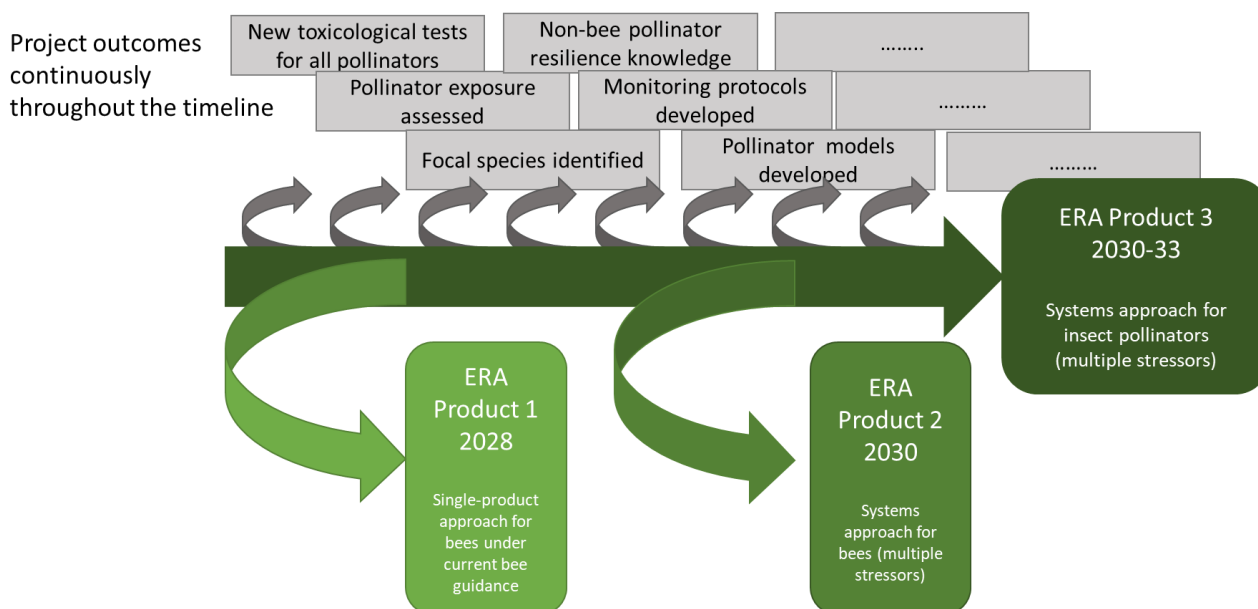 Project outcomes
continuously
throughout the timeline
New toxicological tests
for all pollinators
Non-bee pollinator
resilience knowledge
……..
Pollinator exposure
assessed
Monitoring protocols
developed
………
Focal species identified
Pollinator models
developed
………
ERA Product 3
2030-33
Systems approach for
insect pollinators
(multiple stressors)
ERA
Product 1
2028
Single-product
approach for
bees under
current bee
guidance
ERA
Product 2
2030
Systems
approach for
bees (multiple
stressors)